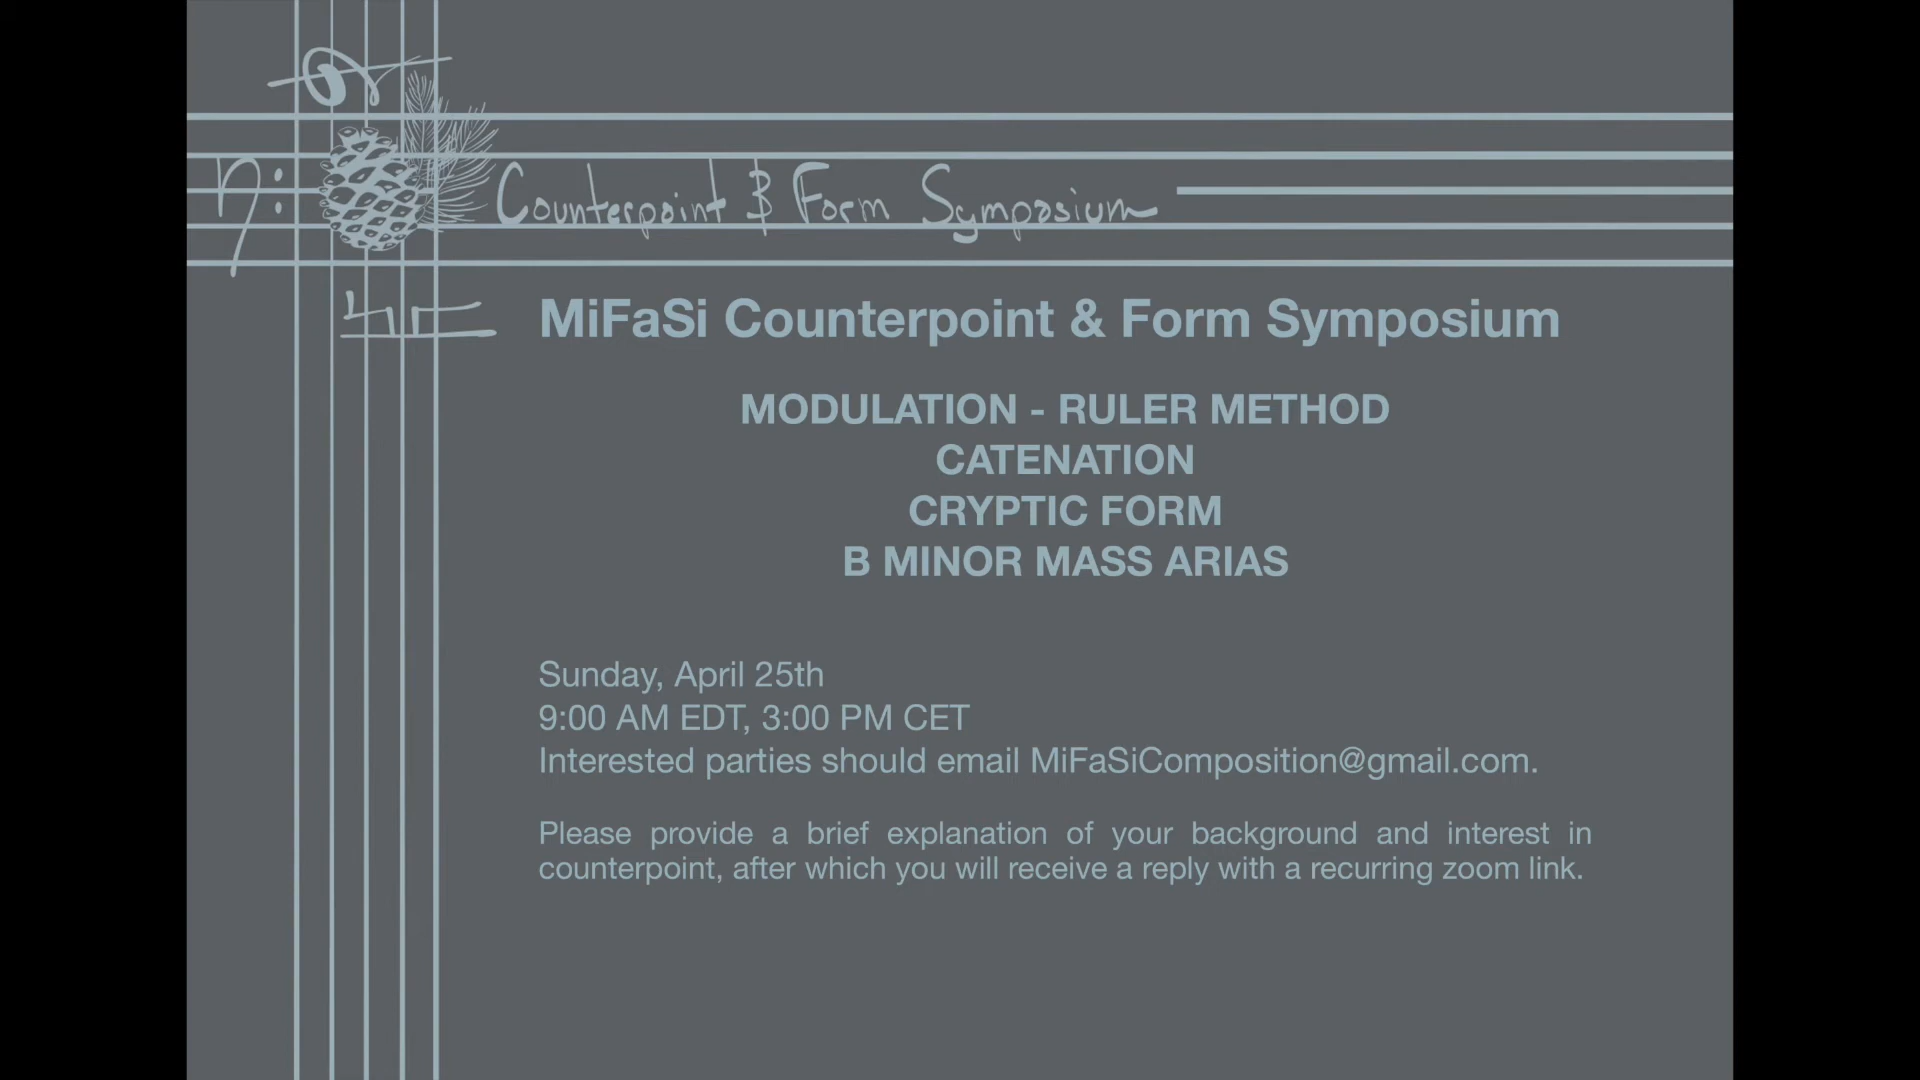 Counterpoint & Form Symposium
MiFaSi Counterpoint & Form Symposium
MODULATION - RULER METHOD
CATENATION
CRYPTIC FORM
B MINOR MASS ARIAS
Sunday, April 25th
9:00 AM EDT, 3:00 PM CET
Interested parties should email MiFaSiComposition@gmail.com.
Please provide a brief explanation of your background and interest in
counterpoint, after which you will receive a reply with a recurring zoom link.